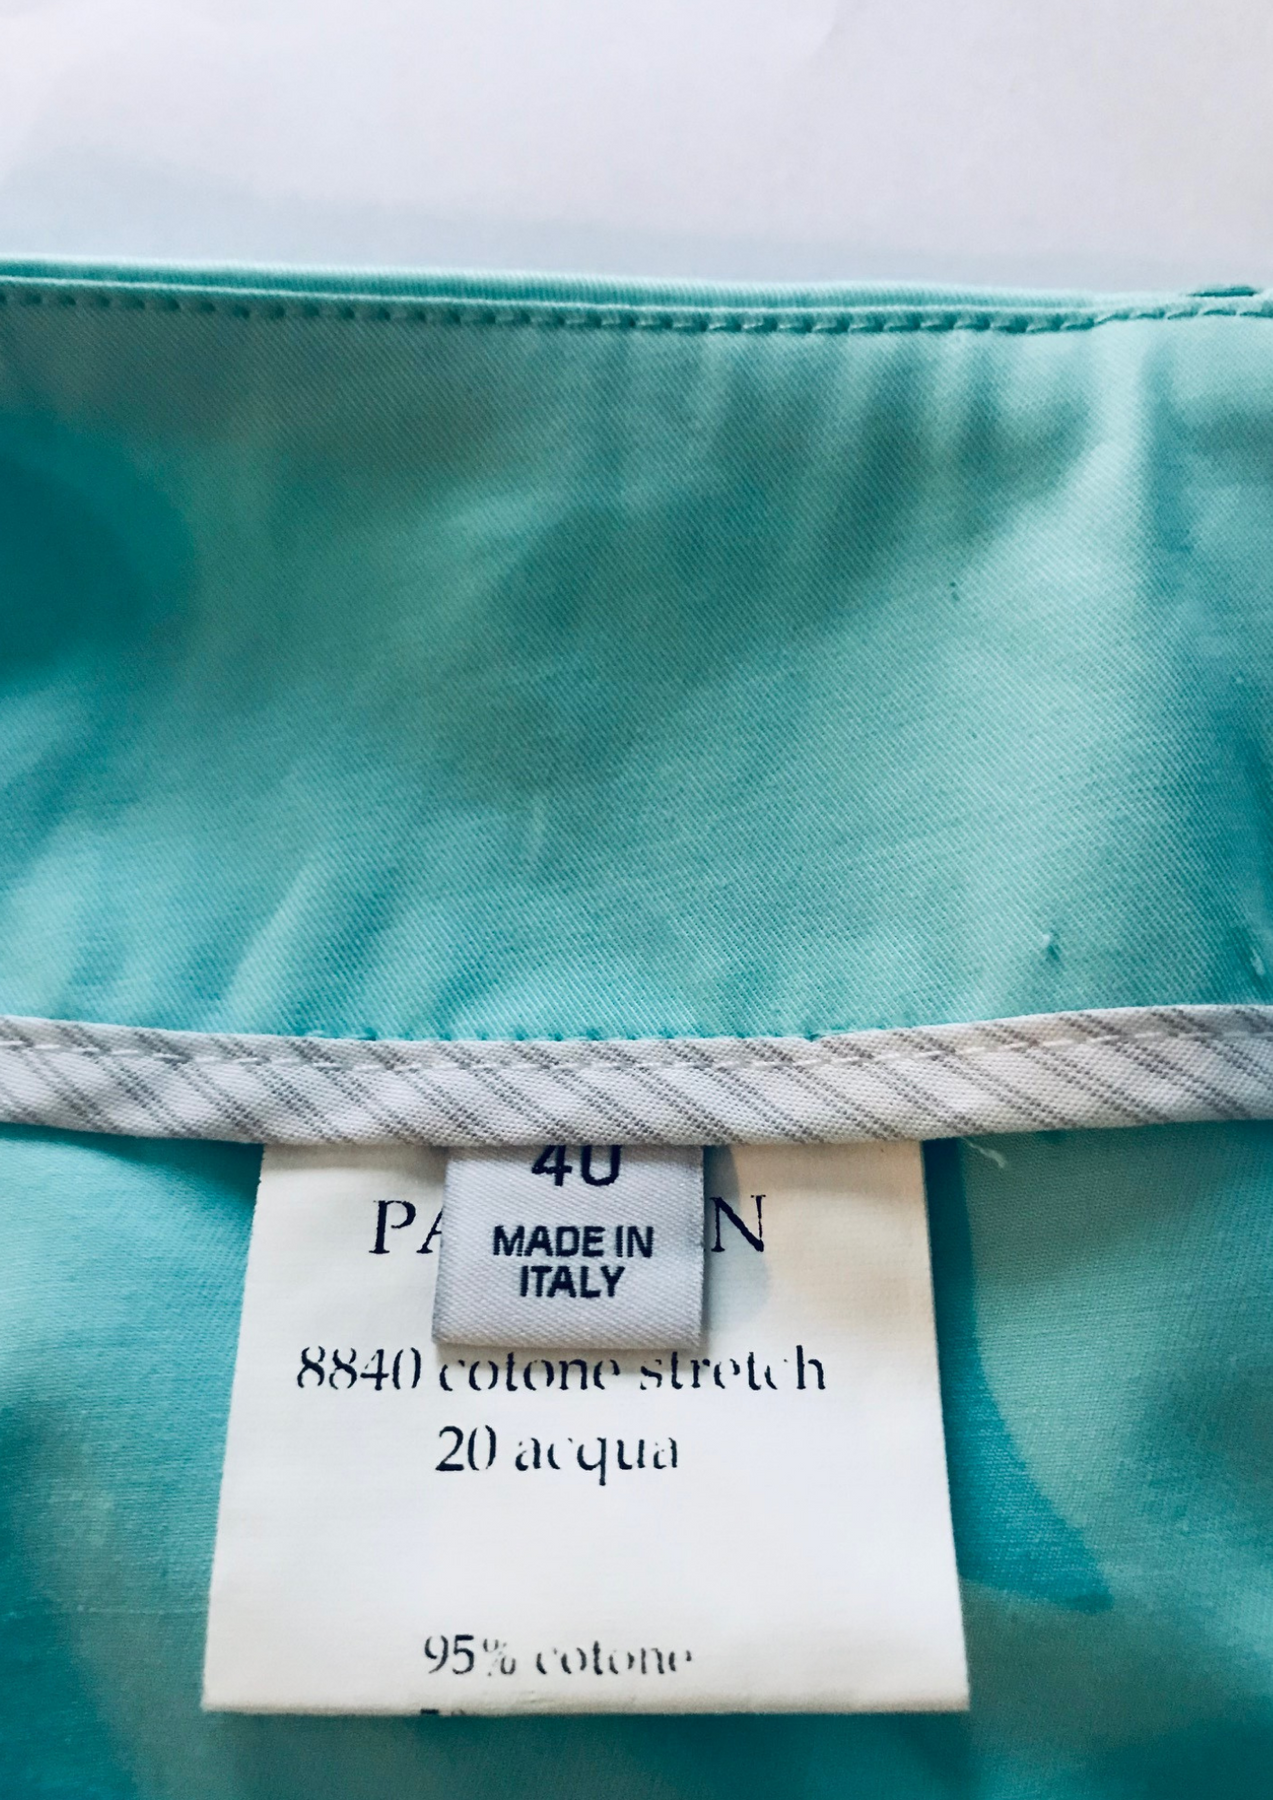 40
MADE IN
ITALY
8840 cotone stretch
20 acqua
95% cotone